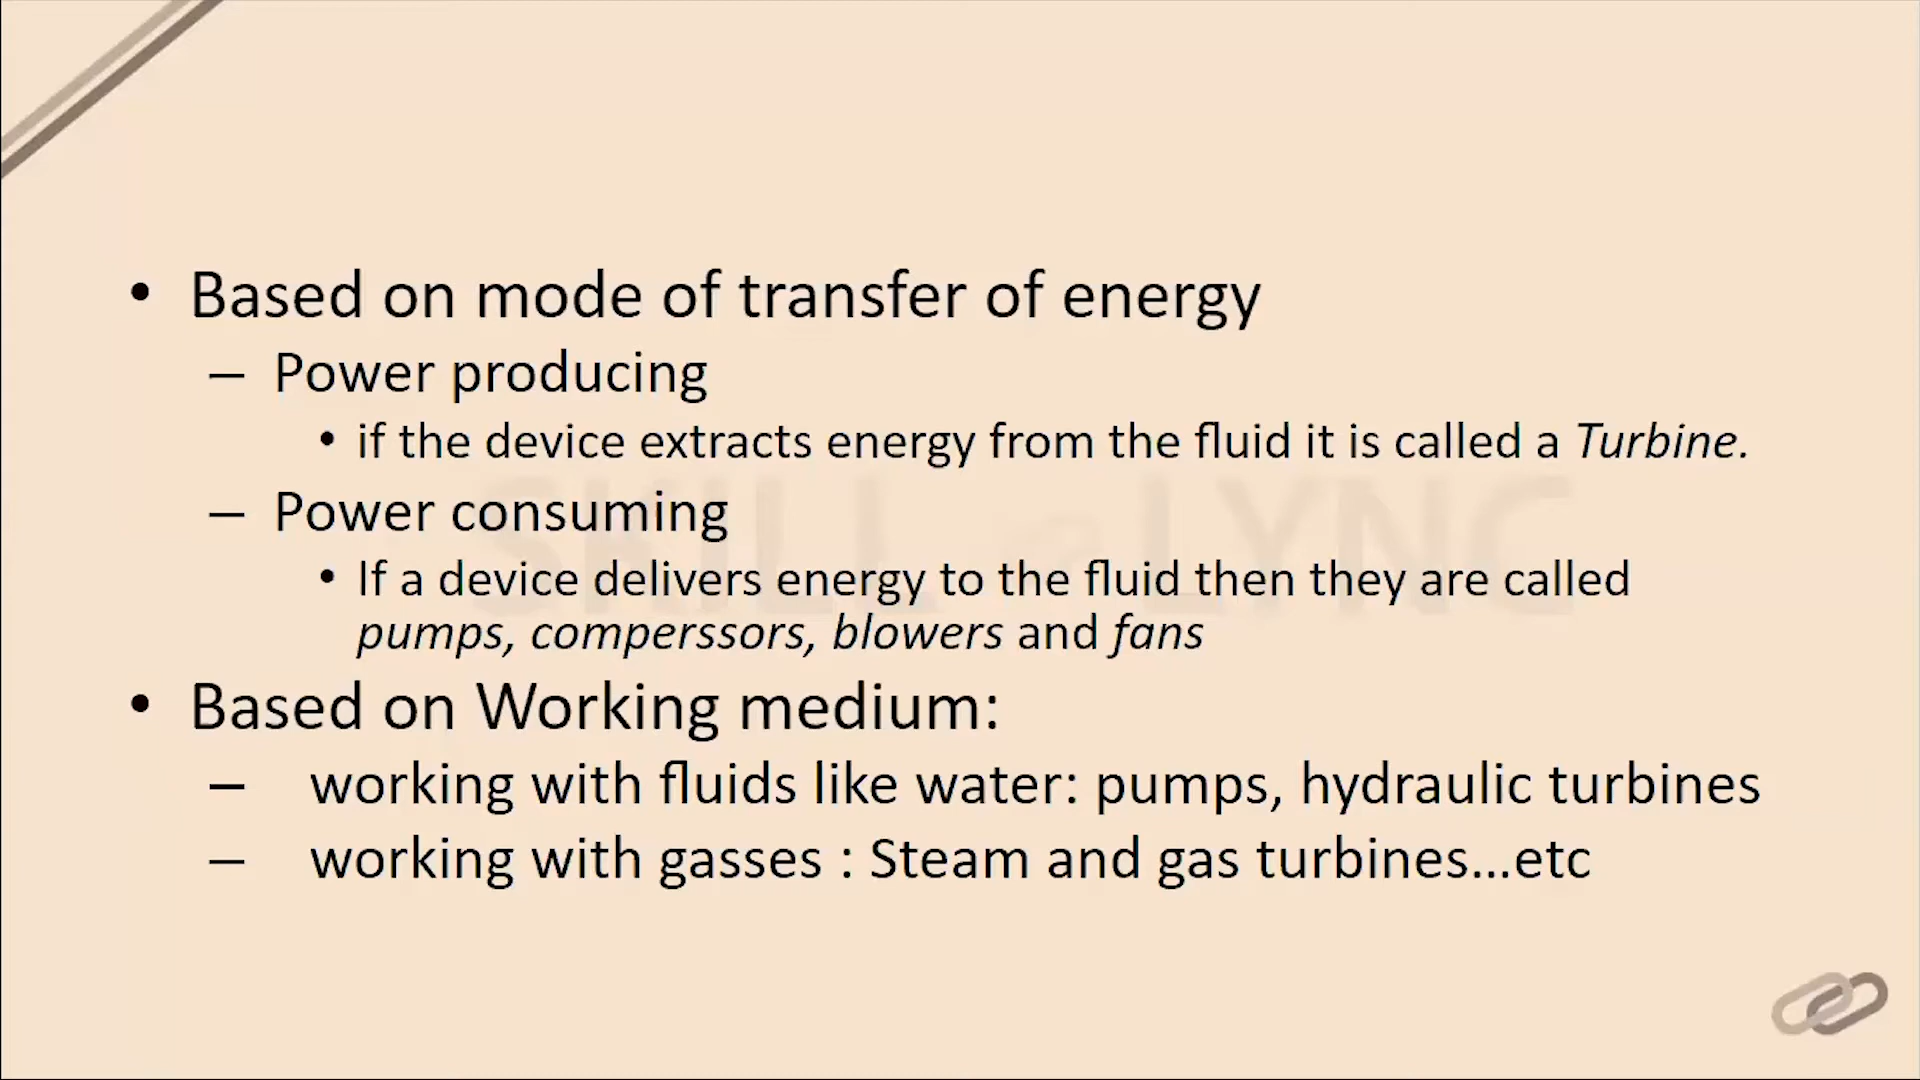 • Based on mode of transfer of energy
– Power producing
• if the device extracts energy from the fluid it is called a Turbine.
– Power consuming
• If a device delivers energy to the fluid then they are called
pumps, comperssors, blowers and fans
• Based on Working medium:
– working with fluids like water: pumps, hydraulic turbines
– working with gasses : Steam and gas turbines...etc
SKILL LYNC